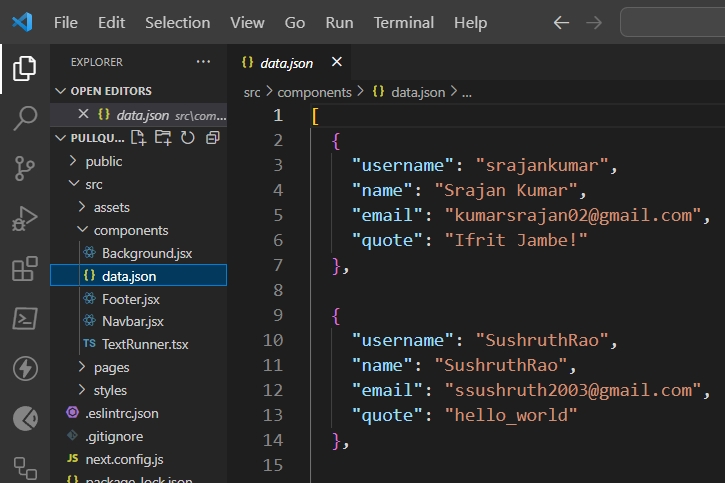 File Edit Selection View Go Run Terminal Help
EXPLORER
OPEN EDITORS
data.json src\com...
PULLQU...
public
src
assets
components
Background.jsx
data.json
Footer.jsx
Navbar.jsx
TS TextRunner.tsx
pages
styles
.eslintrc.json
.gitignore
JS next.config.js
package-lock.json
{} data.json
src > components > {} data.json > ...
1 [
2 {
3 "username": "srajankumar",
4 "name": "Srajan Kumar",
5 "email": "kumarsrajan02@gmail.com",
6 "quote": "Ifrit Jambe!"
7 },
8
9 {
10 "username": "SushruthRao",
11 "name": "SushruthRao",
12 "email": "ssushruth2003@gmail.com",
13 "quote": "hello_world"
14 },
15